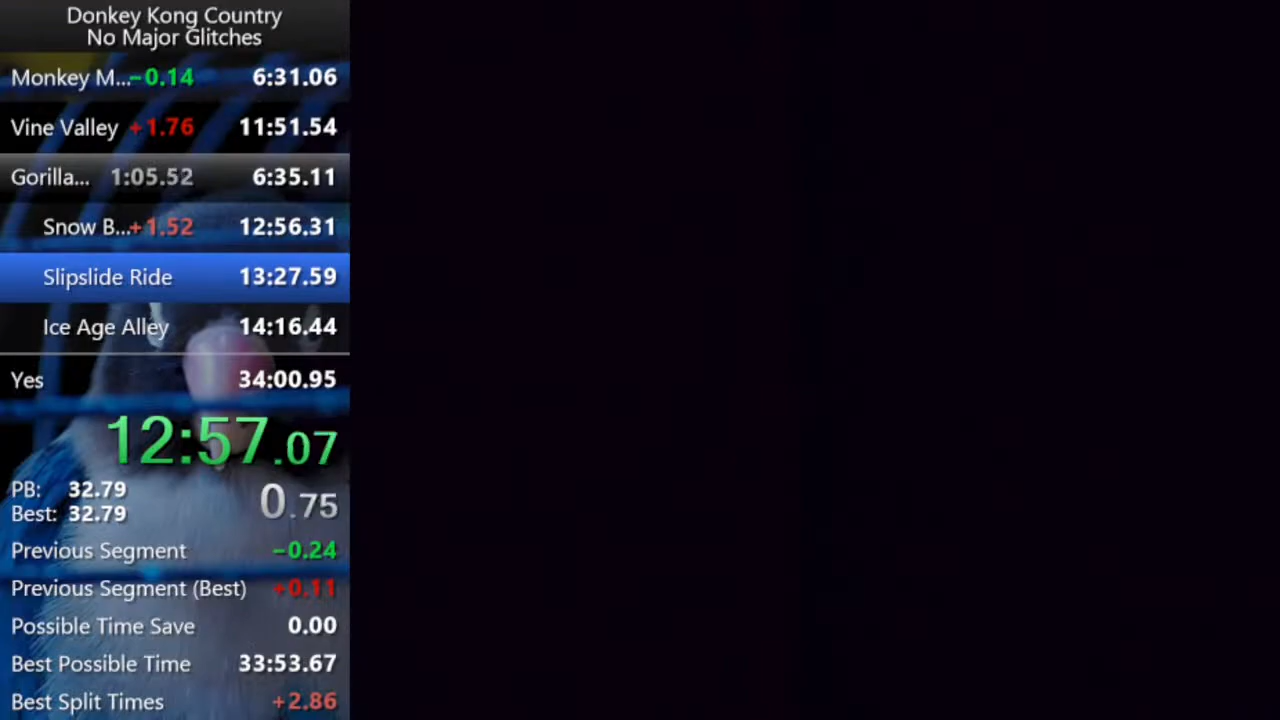 Donkey Kong Country
No Major Glitches
Monkey M... -0.14 6:31.06
Vine Valley +1.76 11:51.54
Gorilla... 1:05.52 6:35.11
Snow B... +1.52 12:56.31
Slipslide Ride 13:27.59
Ice Age Alley 14:16.44
Yes 34:00.95
12:57.07
PB: 32.79
Best: 32.79
0.75
Previous Segment -0.24
Previous Segment (Best) +0.11
Possible Time Save 0.00
Best Possible Time 33:53.67
Best Split Times +2.86